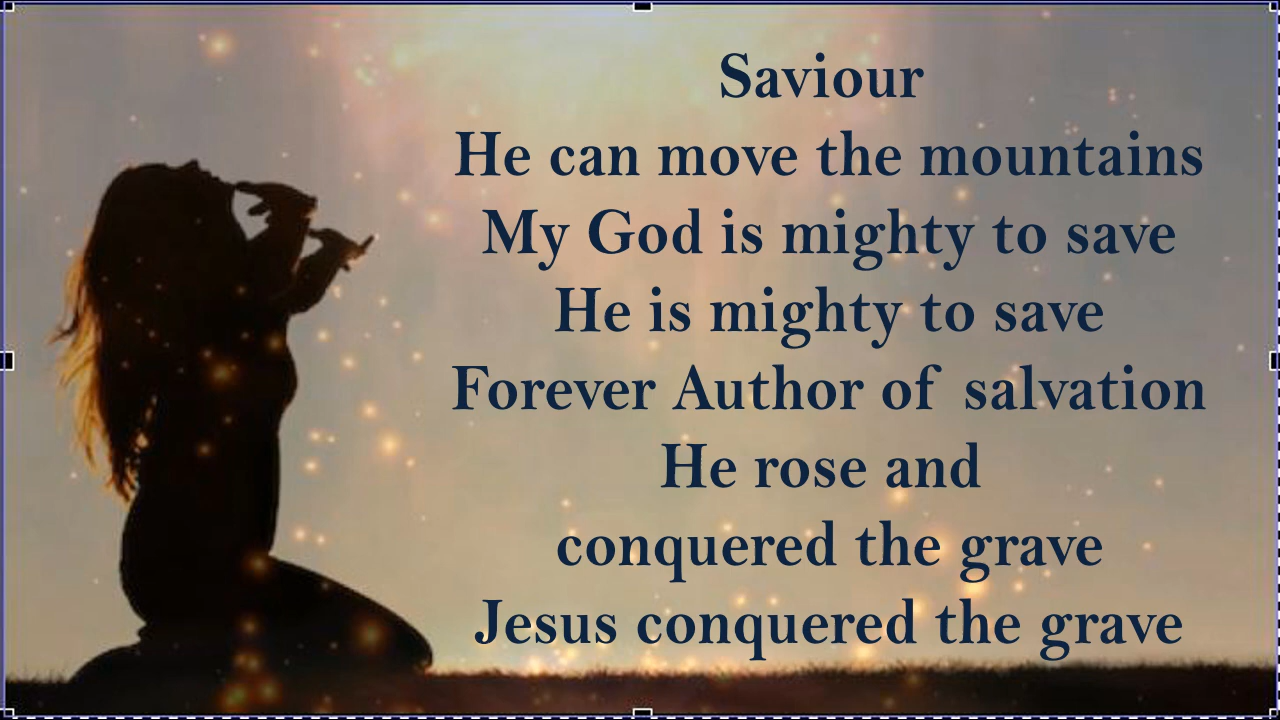 Saviour
He can move the mountains
My God is mighty to save
He is mighty to save
Forever Author of salvation
He rose and
conquered the grave
Jesus conquered the grave